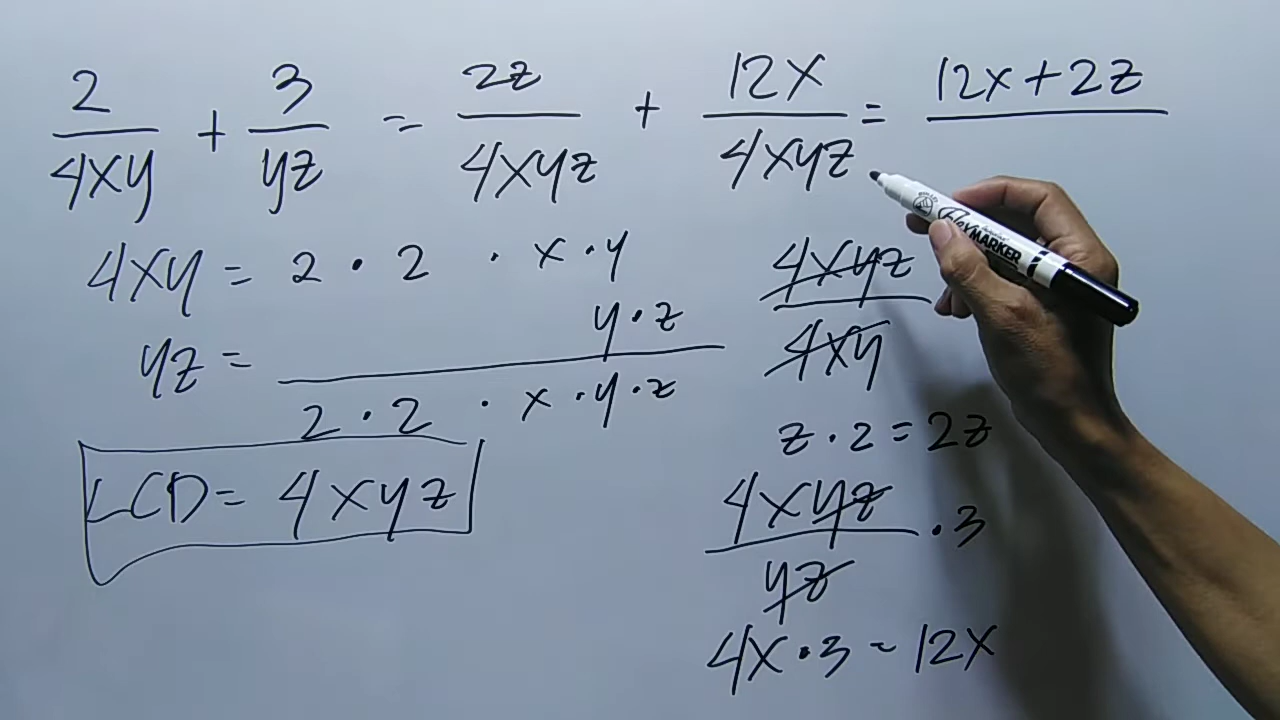 2/4xy + 3/yz = 2z/4xyz + 12x/4xyz = 12x+2z
4xy = 2 · 2 · x · y
yz = y · z
2 · 2 · x · y · z
LCD = 4xyz
4xyz/4xy
z · 2 = 2z
4xyz/yz · 3
4x · 3 = 12x
FlexMARKER